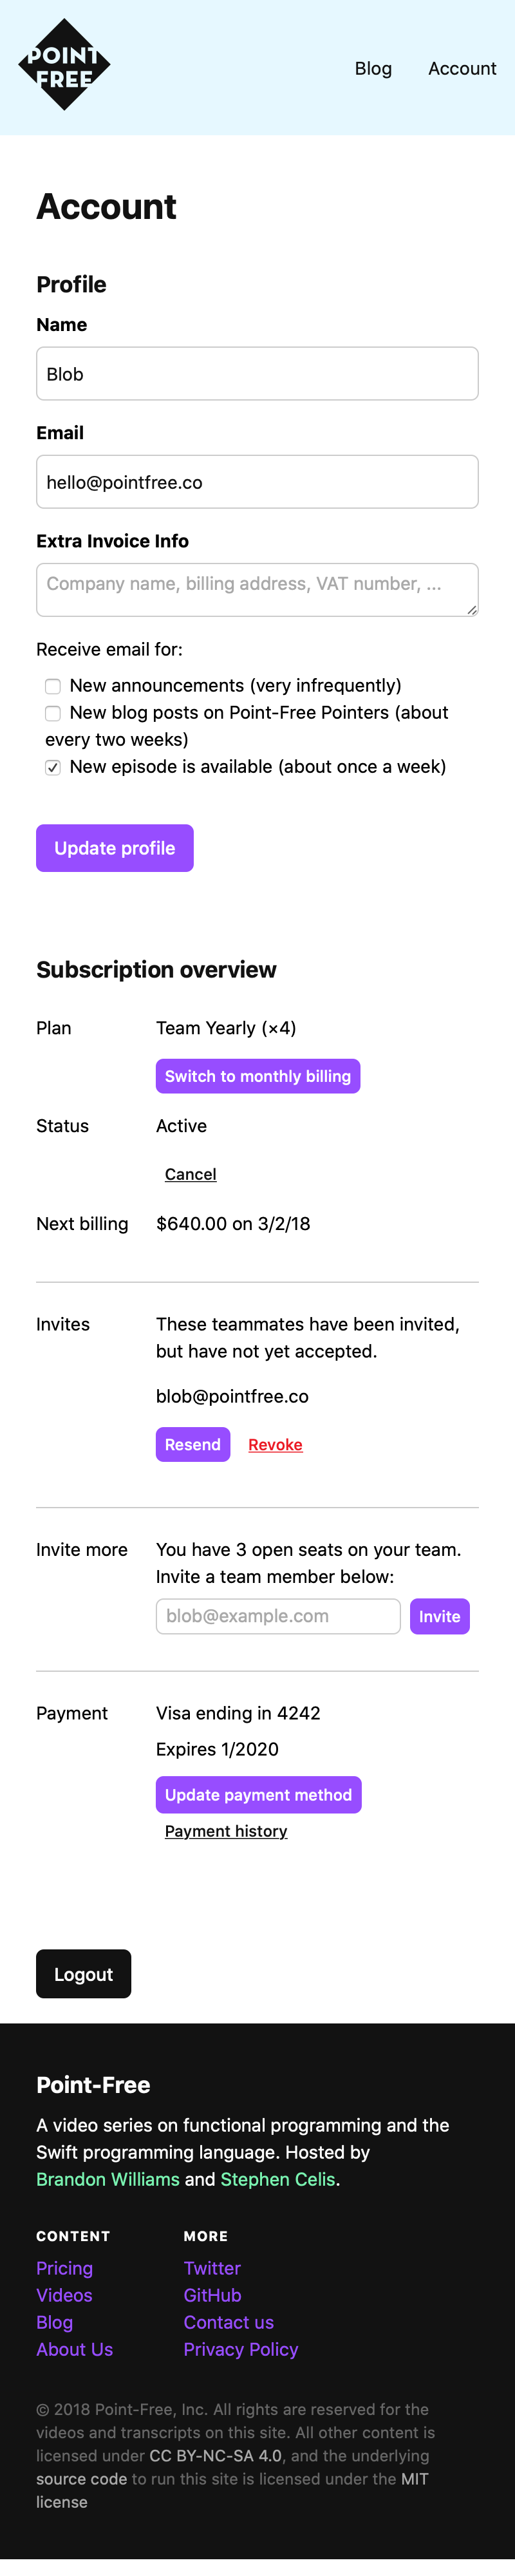 POINT
FREE
Blog
Account
Account
Profile
Name
Blob
Email
hello@pointfree.co
Extra Invoice Info
Company name, billing address, VAT number, ...
Receive email for:
New announcements (very infrequently)
New blog posts on Point-Free Pointers (about
every two weeks)
New episode is available (about once a week)
Update profile
Subscription overview
Plan
Team Yearly (×4)
Switch to monthly billing
Status
Active
Cancel
Next billing
$640.00 on 3/2/18
Invites
These teammates have been invited,
but have not yet accepted.
blob@pointfree.co
Resend
Revoke
Invite more
You have 3 open seats on your team.
Invite a team member below:
blob@example.com
Invite
Payment
Visa ending in 4242
Expires 1/2020
Update payment method
Payment history
Logout
Point-Free
A video series on functional programming and the
Swift programming language. Hosted by
Brandon Williams and Stephen Celis.
CONTENT
Pricing
Videos
Blog
About Us
MORE
Twitter
GitHub
Contact us
Privacy Policy
© 2018 Point-Free, Inc. All rights are reserved for the
videos and transcripts on this site. All other content is
licensed under CC BY-NC-SA 4.0, and the underlying
source code to run this site is licensed under the MIT
license